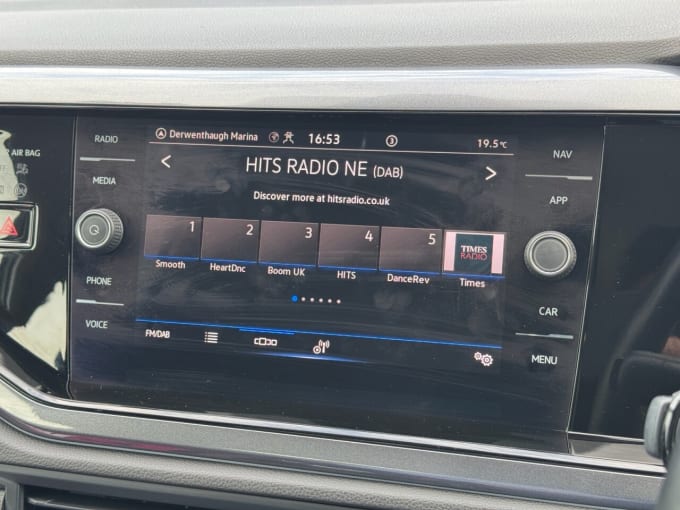 RADIO
MEDIA
PHONE
VOICE
R AIR BAG
Derwenthaugh Marina 16:53 3 19.5°C
HITS RADIO NE (DAB)
Discover more at hitsradio.co.uk
1 2 3 4 5 TIMES RADIO
Smooth HeartDnc Boom UK HITS DanceRev Times
FM/DAB
NAV
APP
CAR
MENU